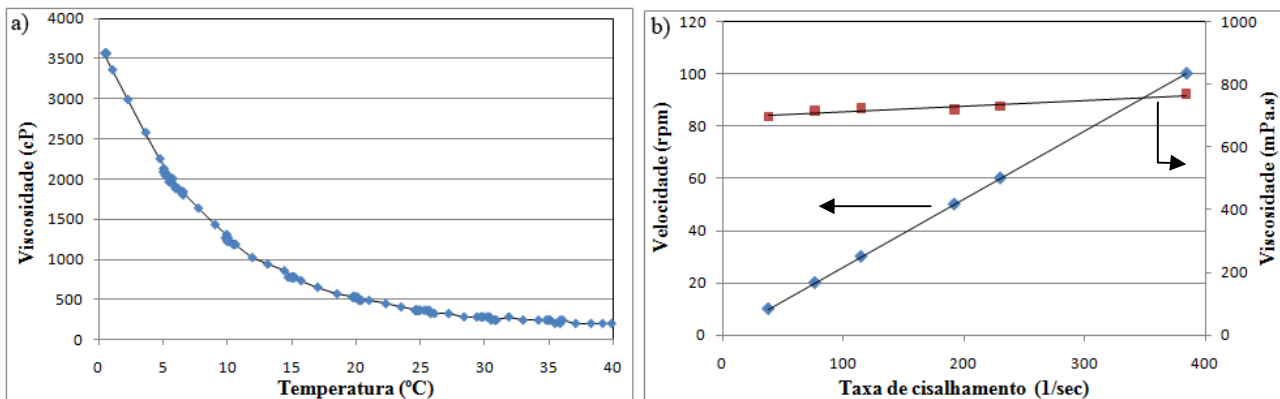 a)
4000
3500
3000
2500
2000
1500
1000
500
0
Viscosidade (cP)
0 5 10 15 20 25 30 35 40
Temperatura (ºC)
b)
120
100
80
60
40
20
0
Velocidade (rpm)
1000
800
600
400
200
0
Viscosidade (mPa.s)
0 100 200 300 400
Taxa de cisalhamento (1/sec)